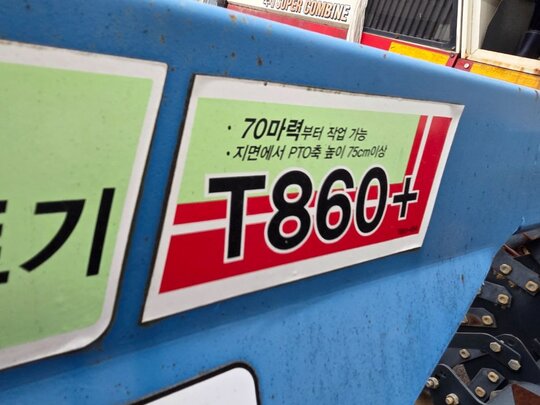 SUPER COMBINE
· 70마력부터 작업 가능
· 지면에서 PTO축 높이 75cm이상
T860+
기